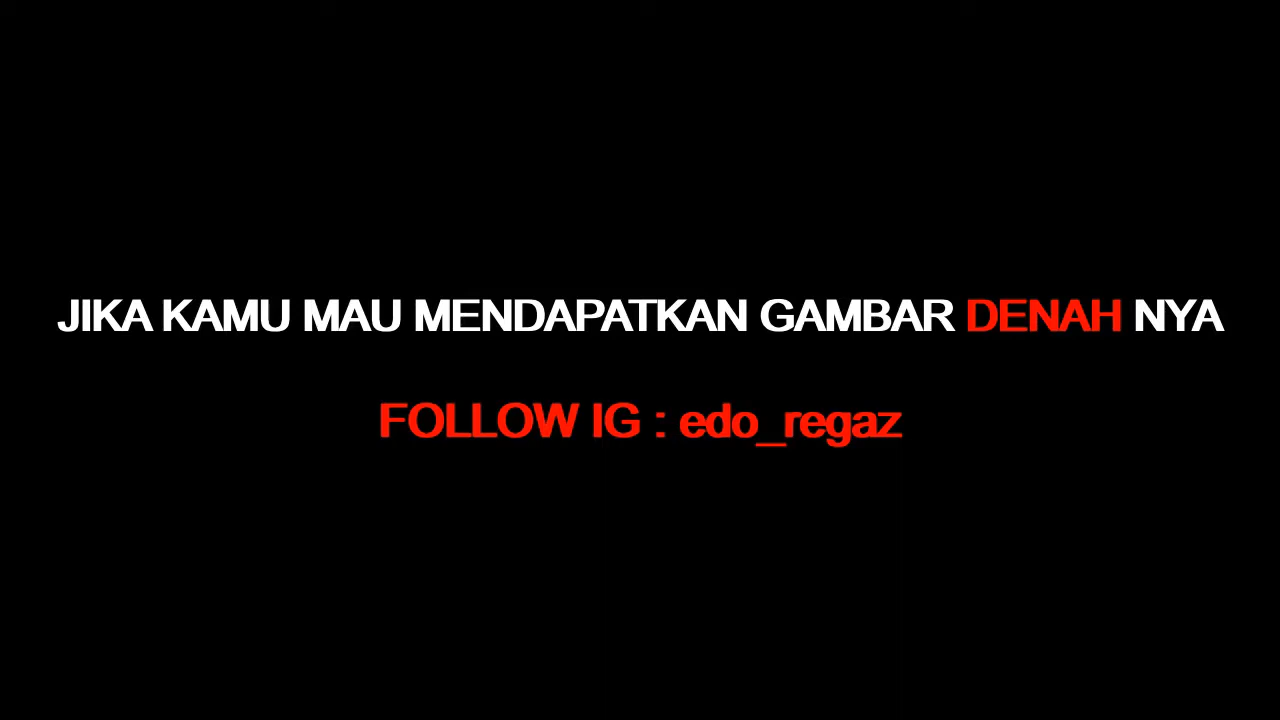 JIKA KAMU MAU MENDAPATKAN GAMBAR DENAH NYA
FOLLOW IG : edo_regaz